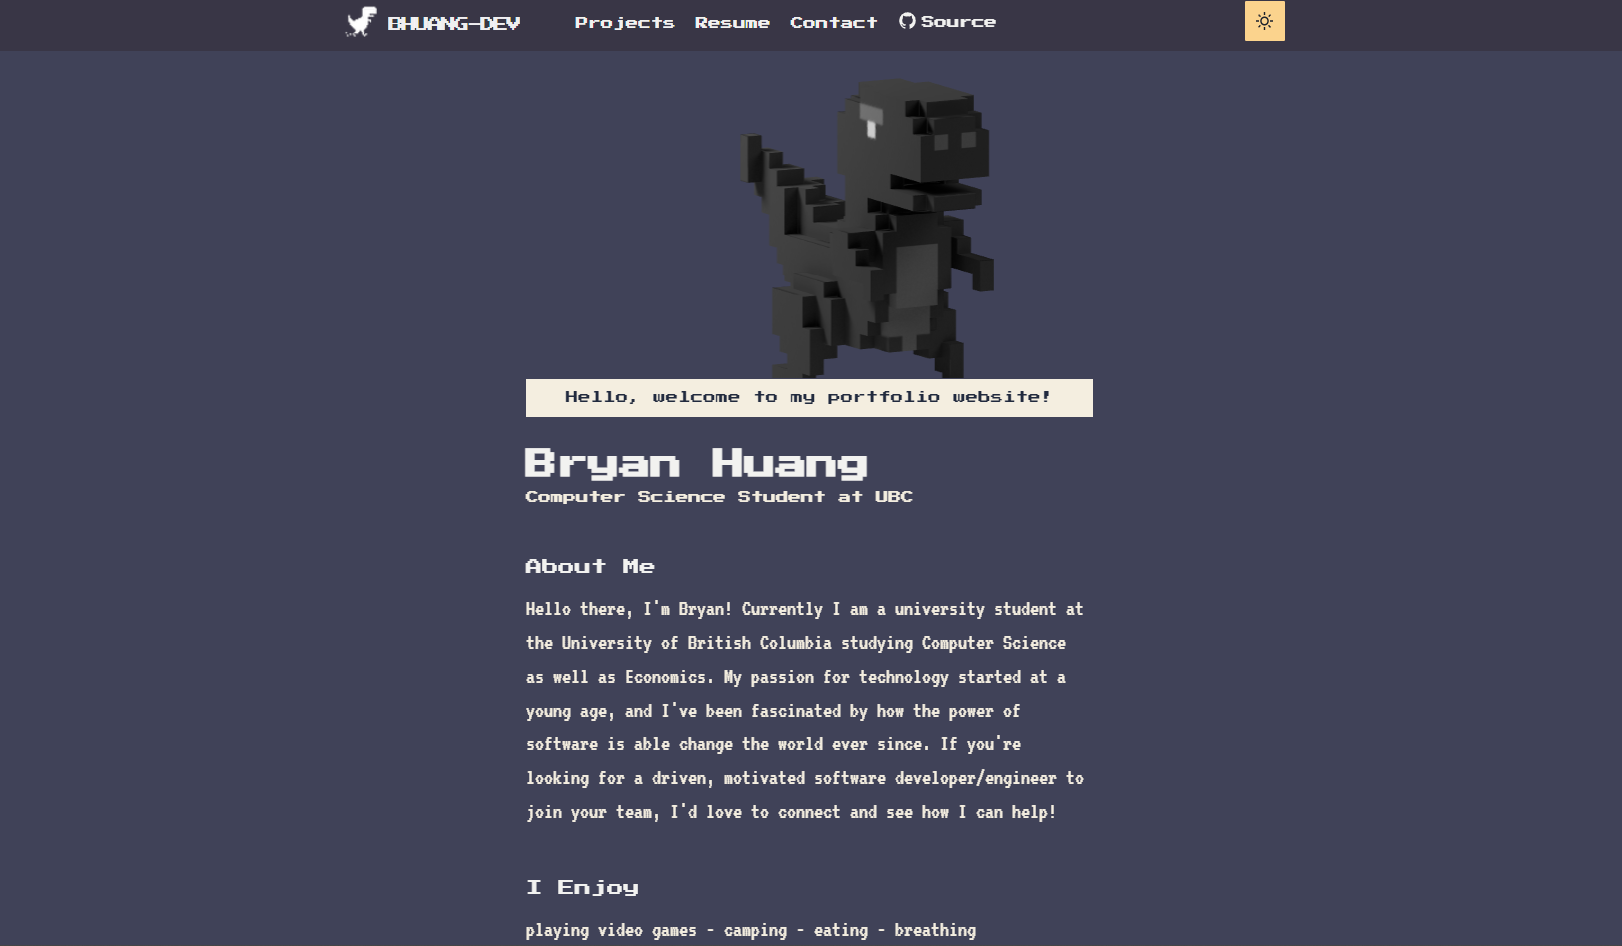 BHUANG-DEV
Projects Resume Contact Source
Hello, welcome to my portfolio website!
Bryan Huang
Computer Science Student at UBC
About Me
Hello there, I'm Bryan! Currently I am a university student at
the University of British Columbia studying Computer Science
as well as Economics. My passion for technology started at a
young age, and I've been fascinated by how the power of
software is able change the world ever since. If you're
looking for a driven, motivated software developer/engineer to
join your team, I'd love to connect and see how I can help!
I Enjoy
playing video games - camping - eating - breathing